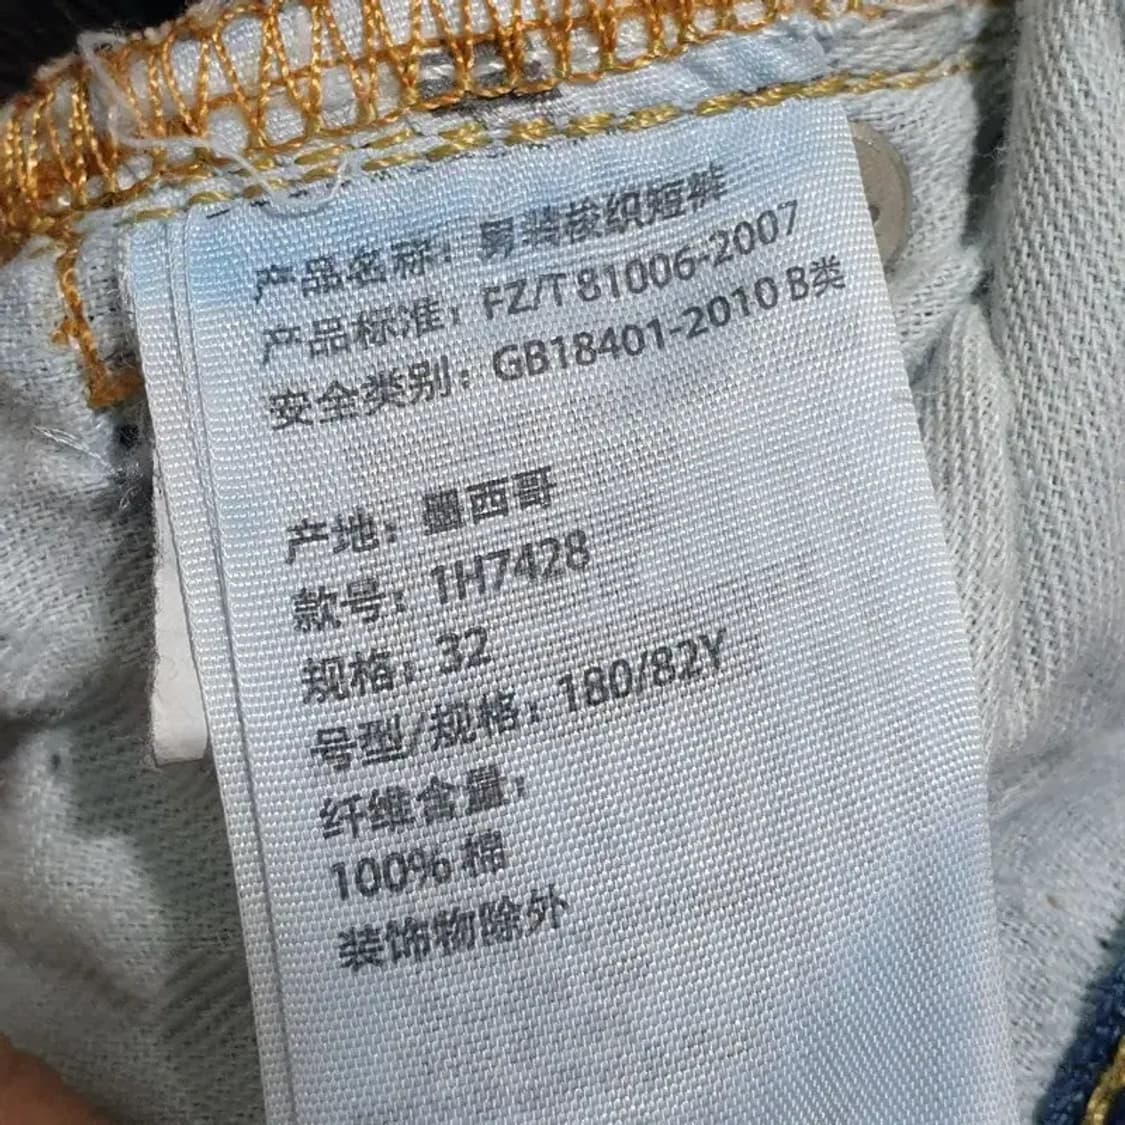 产品名称：男装梭织短裤
产品标准：FZ/T 81006-2007
安全类别：GB18401-2010 B类
产地：墨西哥
款号：1H7428
规格：32
号型/规格：180/82Y
纤维含量：
100% 棉
装饰物除外